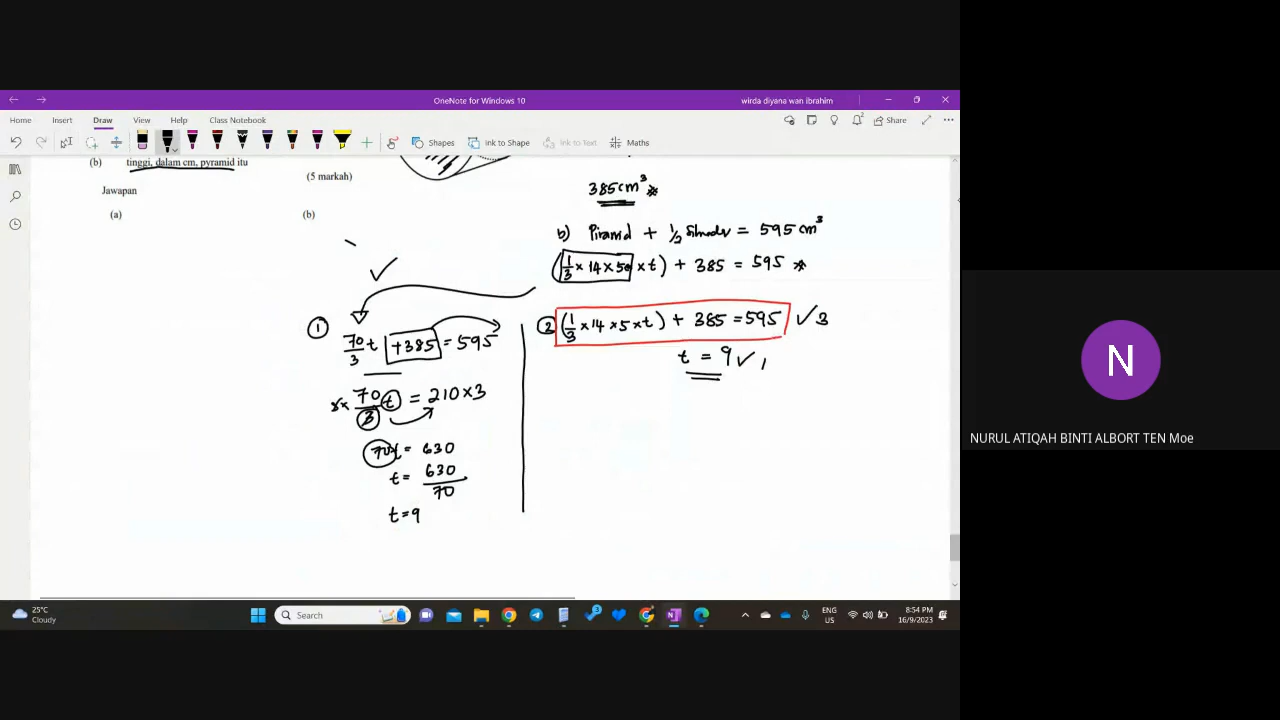 OneNote for Windows 10
wirda diyana wan ibrahim
Home Insert Draw View Help Class Notebook
Share
Shapes Ink to Shape Ink to Text Maths
(b) tinggi, dalam cm, pyramid itu
(5 markah)
Jawapan
(a) (b)
385cm³
b) Piramid + ½ Silinder = 595 cm³
(1/3 × 14 × 5 × t) + 385 = 595
① 70/3 t + 385 = 595
70/3 t = 210 × 3
70t = 630
t = 630/70
t = 9
② (1/3 × 14 × 5 × t) + 385 = 595 ✓3
t = 9 ✓1
N
NURUL ATIQAH BINTI ALBORT TEN Moe
25°C
Cloudy
Search
3
ENG
US
8:54 PM
16/9/2023